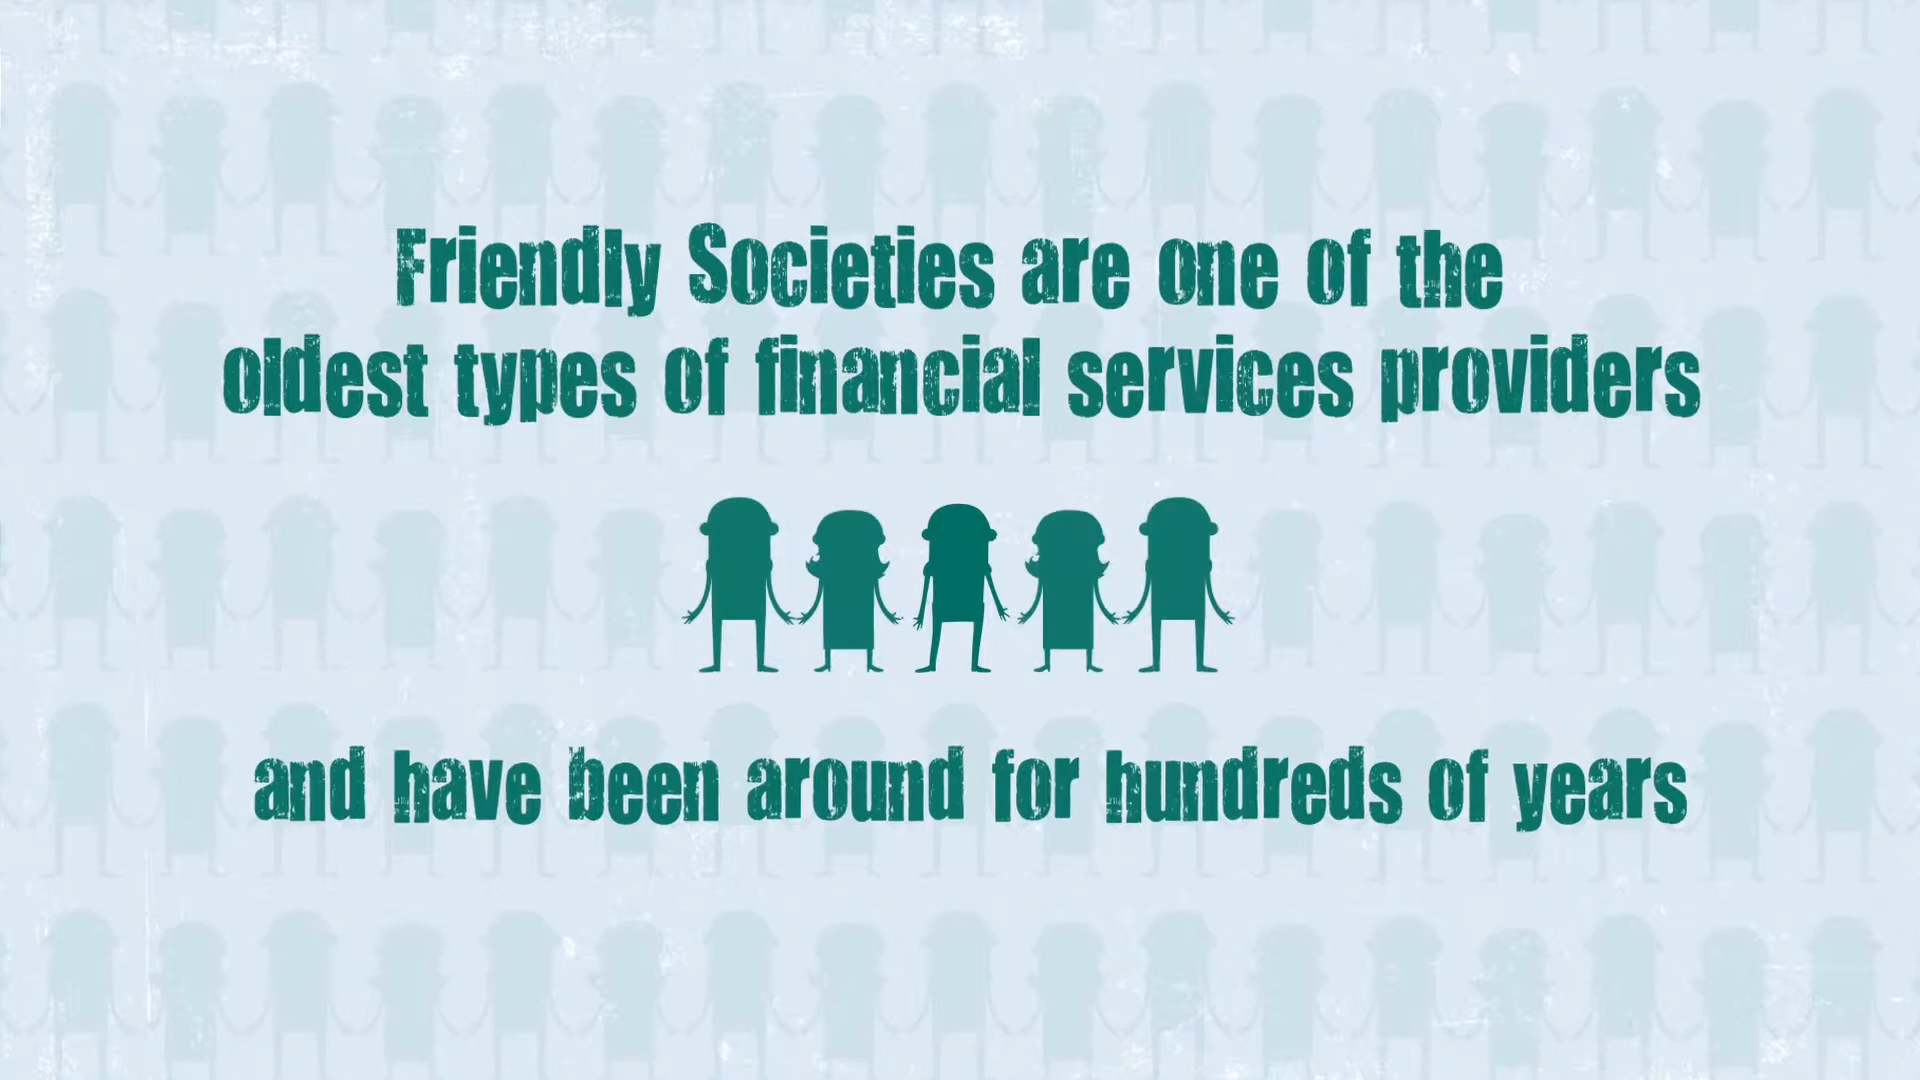 Friendly Societies are one of the
oldest types of financial services providers
and have been around for hundreds of years